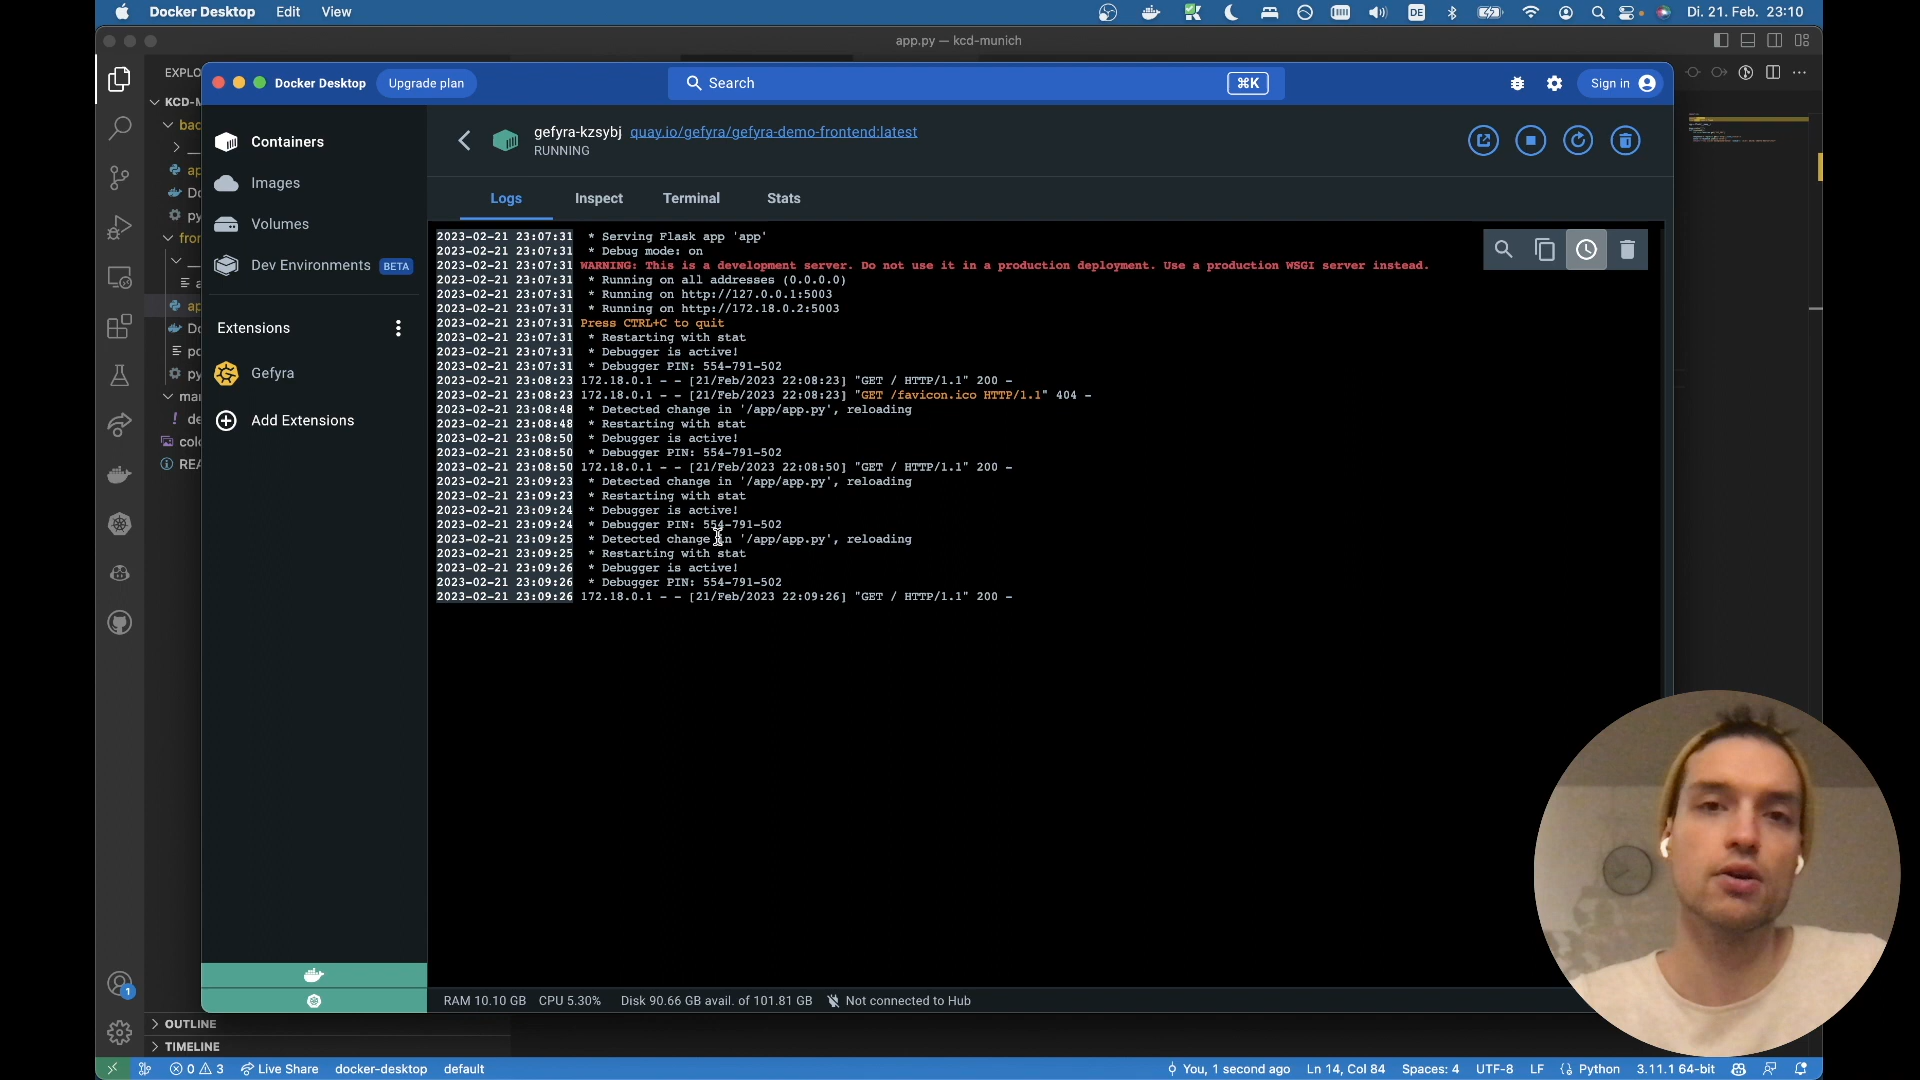 Docker Desktop Edit View
DE
Di. 21. Feb. 23:10
app.py — kcd-munich
EXPLO
Docker Desktop
Upgrade plan
Search
⌘K
Sign in
KCD-M
bac
ap
Do
py
fron
a
ap
Do
po
py
ma
de
colo
REA
Containers
Images
Volumes
Dev Environments BETA
Extensions
Gefyra
Add Extensions
gefyra-kzsybj quay.io/gefyra/gefyra-demo-frontend:latest
RUNNING
Logs Inspect Terminal Stats
2023-02-21 23:07:31 * Serving Flask app 'app'
2023-02-21 23:07:31 * Debug mode: on
2023-02-21 23:07:31 WARNING: This is a development server. Do not use it in a production deployment. Use a production WSGI server instead.
2023-02-21 23:07:31 * Running on all addresses (0.0.0.0)
2023-02-21 23:07:31 * Running on http://127.0.0.1:5003
2023-02-21 23:07:31 * Running on http://172.18.0.2:5003
2023-02-21 23:07:31 Press CTRL+C to quit
2023-02-21 23:07:31 * Restarting with stat
2023-02-21 23:07:31 * Debugger is active!
2023-02-21 23:07:31 * Debugger PIN: 554-791-502
2023-02-21 23:08:23 172.18.0.1 - - [21/Feb/2023 22:08:23] "GET / HTTP/1.1" 200 -
2023-02-21 23:08:23 172.18.0.1 - - [21/Feb/2023 22:08:23] "GET /favicon.ico HTTP/1.1" 404 -
2023-02-21 23:08:48 * Detected change in '/app/app.py', reloading
2023-02-21 23:08:48 * Restarting with stat
2023-02-21 23:08:50 * Debugger is active!
2023-02-21 23:08:50 * Debugger PIN: 554-791-502
2023-02-21 23:08:50 172.18.0.1 - - [21/Feb/2023 22:08:50] "GET / HTTP/1.1" 200 -
2023-02-21 23:09:23 * Detected change in '/app/app.py', reloading
2023-02-21 23:09:23 * Restarting with stat
2023-02-21 23:09:24 * Debugger is active!
2023-02-21 23:09:24 * Debugger PIN: 554-791-502
2023-02-21 23:09:25 * Detected change in '/app/app.py', reloading
2023-02-21 23:09:25 * Restarting with stat
2023-02-21 23:09:26 * Debugger is active!
2023-02-21 23:09:26 * Debugger PIN: 554-791-502
2023-02-21 23:09:26 172.18.0.1 - - [21/Feb/2023 22:09:26] "GET / HTTP/1.1" 200 -
RAM 10.10 GB CPU 5.30% Disk 90.66 GB avail. of 101.81 GB Not connected to Hub
1
OUTLINE
TIMELINE
0 3 Live Share docker-desktop default
You, 1 second ago Ln 14, Col 84 Spaces: 4 UTF-8 LF Python 3.11.1 64-bit